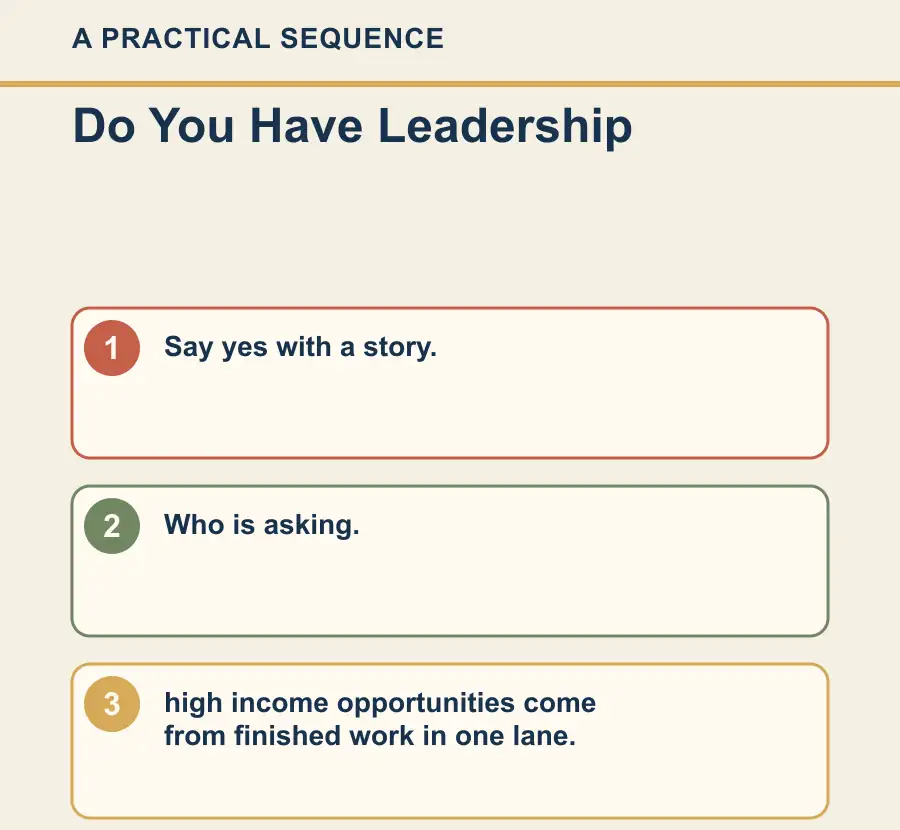 A PRACTICAL SEQUENCE
Do You Have Leadership
1
Say yes with a story.
2
Who is asking.
3
high income opportunities come
from finished work in one lane.